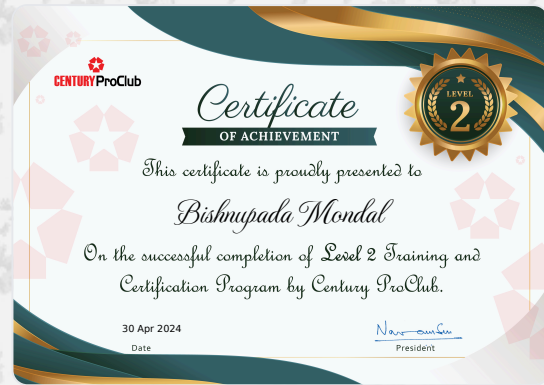 CENTURY ProClub
LEVEL
2
Certificate
OF ACHIEVEMENT
This certificate is proudly presented to
Bishnupada Mondal
On the successful completion of Level 2 Training and
Certification Program by Century ProClub.
30 Apr 2024
Date
President